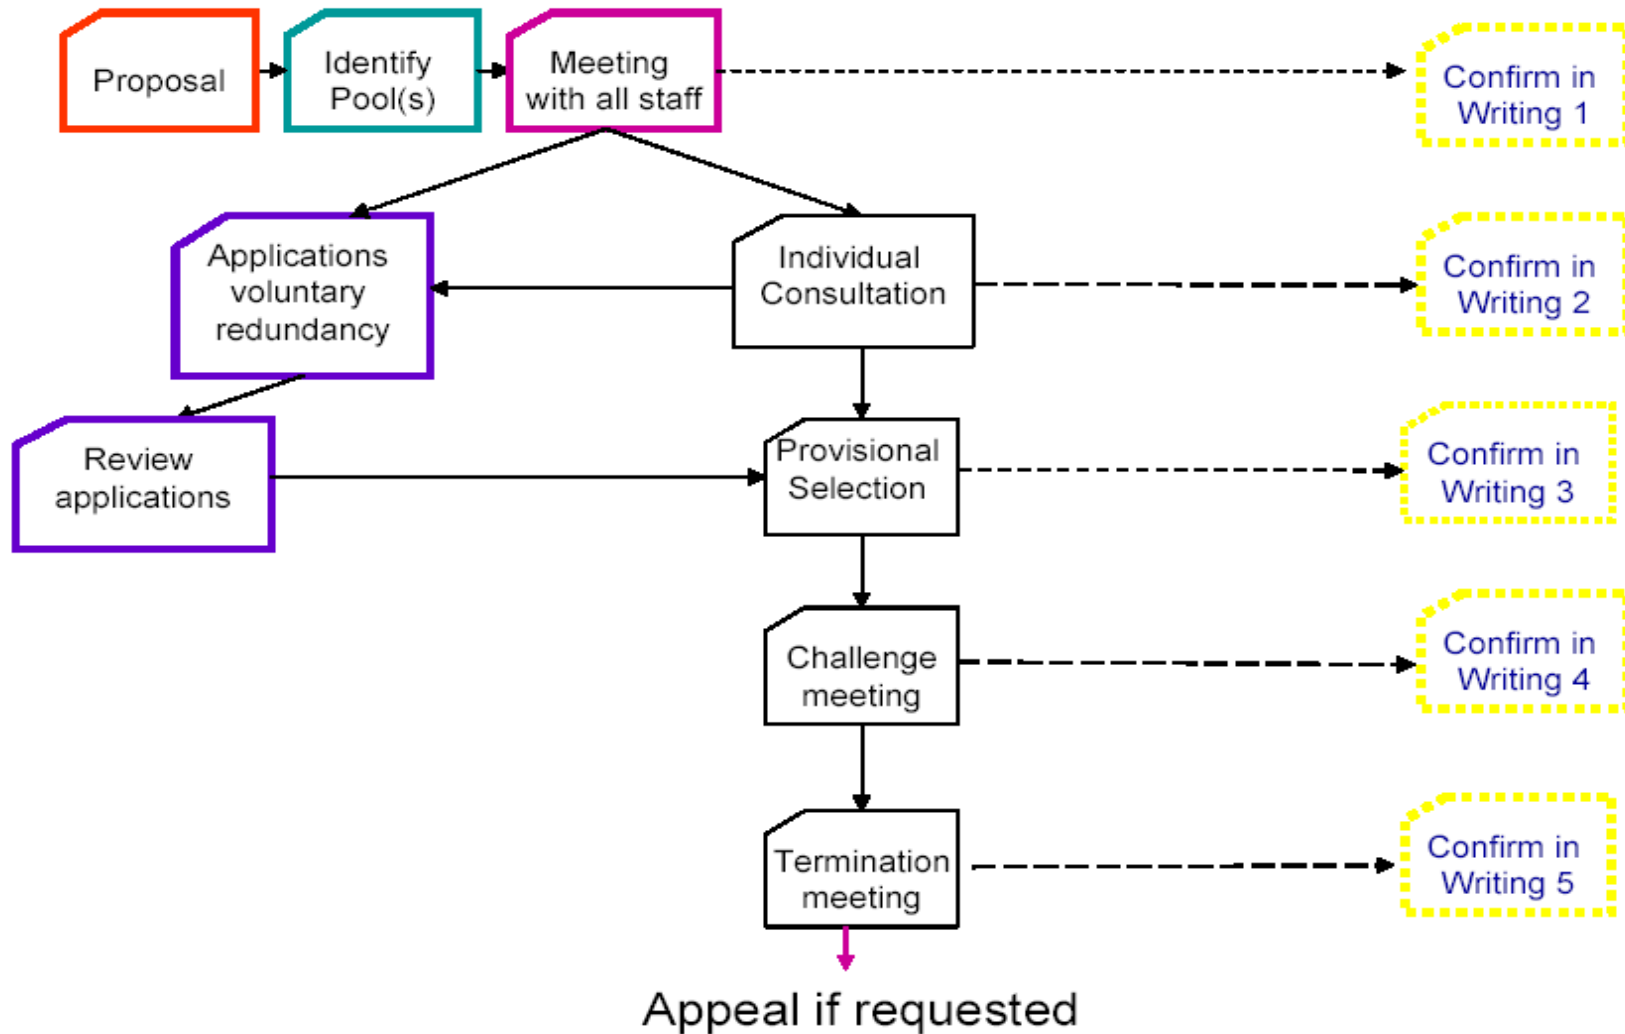 Proposal
Identify
Pool(s)
Meeting
with all staff
Confirm in
Writing 1
Applications
voluntary
redundancy
Individual
Consultation
Confirm in
Writing 2
Review
applications
Provisional
Selection
Confirm in
Writing 3
Challenge
meeting
Confirm in
Writing 4
Termination
meeting
Confirm in
Writing 5
Appeal if requested